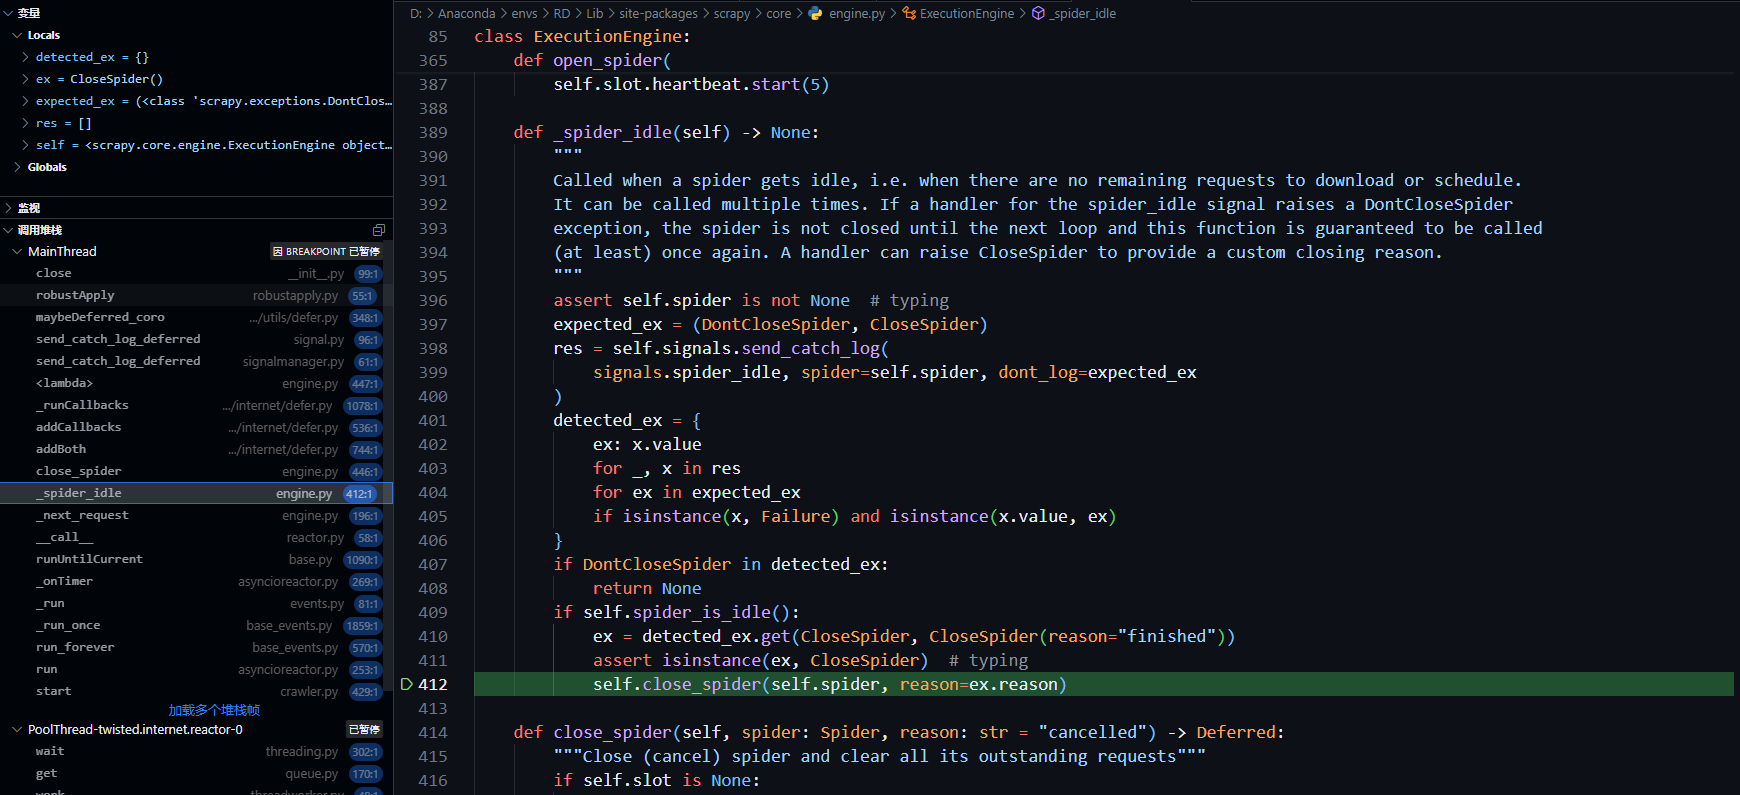 变量
Locals
detected_ex = {}
ex = CloseSpider()
expected_ex = (<class 'scrapy.exceptions.DontClos...
res = []
self = <scrapy.core.engine.ExecutionEngine object...
Globals
监视
调用堆栈
MainThread 因 BREAKPOINT 已暂停
close __init__.py 99:1
robustApply robustapply.py 55:1
maybeDeferred_coro .../utils/defer.py 348:1
send_catch_log_deferred signal.py 96:1
send_catch_log_deferred signalmanager.py 61:1
<lambda> engine.py 447:1
_runCallbacks .../internet/defer.py 1078:1
addCallbacks .../internet/defer.py 536:1
addBoth .../internet/defer.py 744:1
close_spider engine.py 446:1
_spider_idle engine.py 412:1
_next_request engine.py 196:1
__call__ reactor.py 58:1
runUntilCurrent base.py 1090:1
_onTimer asyncioreactor.py 269:1
_run events.py 81:1
_run_once base_events.py 1859:1
run_forever base_events.py 570:1
run asyncioreactor.py 253:1
start crawler.py 429:1
加载多个堆栈帧
PoolThread-twisted.internet.reactor-0 已暂停
wait threading.py 302:1
get queue.py 170:1
work threadworker.py 48:1
D: > Anaconda > envs > RD > Lib > site-packages > scrapy > core > engine.py > ExecutionEngine > _spider_idle
85 class ExecutionEngine:
365 def open_spider(
387 self.slot.heartbeat.start(5)
388
389 def _spider_idle(self) -> None:
390 """
391 Called when a spider gets idle, i.e. when there are no remaining requests to download or schedule.
392 It can be called multiple times. If a handler for the spider_idle signal raises a DontCloseSpider
393 exception, the spider is not closed until the next loop and this function is guaranteed to be called
394 (at least) once again. A handler can raise CloseSpider to provide a custom closing reason.
395 """
396 assert self.spider is not None # typing
397 expected_ex = (DontCloseSpider, CloseSpider)
398 res = self.signals.send_catch_log(
399 signals.spider_idle, spider=self.spider, dont_log=expected_ex
400 )
401 detected_ex = {
402 ex: x.value
403 for _, x in res
404 for ex in expected_ex
405 if isinstance(x, Failure) and isinstance(x.value, ex)
406 }
407 if DontCloseSpider in detected_ex:
408 return None
409 if self.spider_is_idle():
410 ex = detected_ex.get(CloseSpider, CloseSpider(reason="finished"))
411 assert isinstance(ex, CloseSpider) # typing
412 self.close_spider(self.spider, reason=ex.reason)
413
414 def close_spider(self, spider: Spider, reason: str = "cancelled") -> Deferred:
415 """Close (cancel) spider and clear all its outstanding requests"""
416 if self.slot is None: